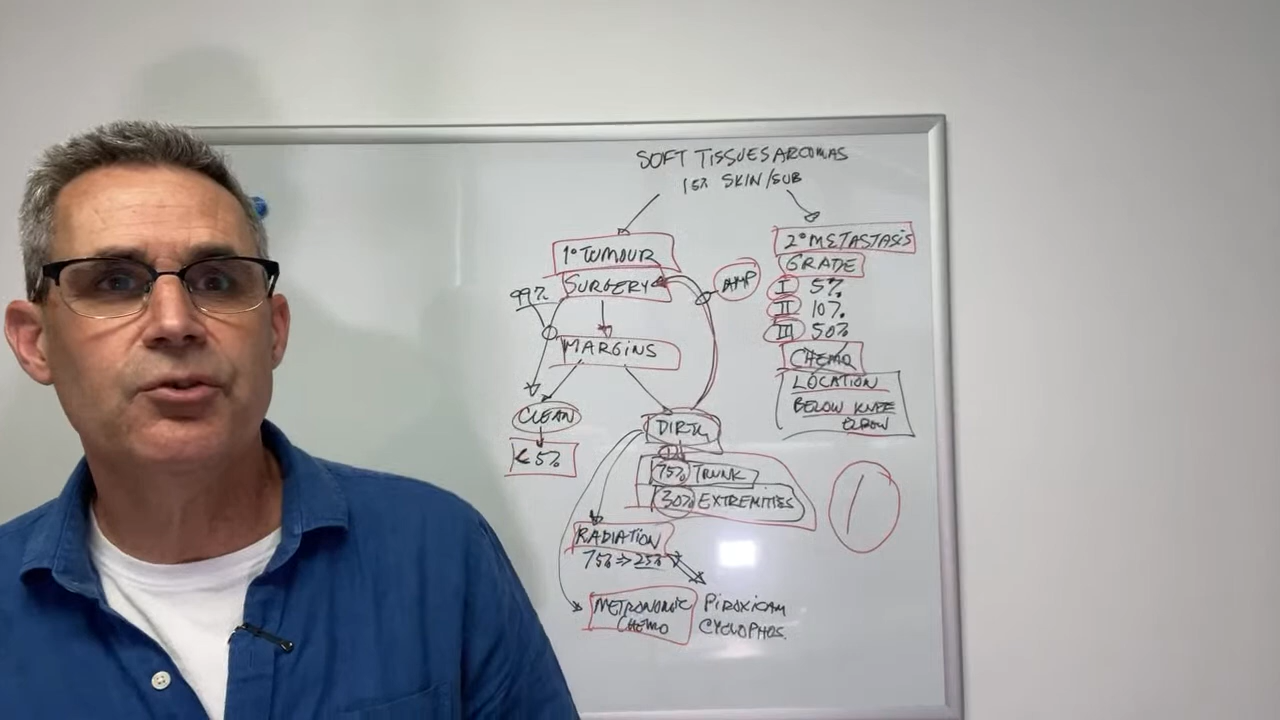 SOFT TISSUE SARCOMAS
15% SKIN/SUB
1° TUMOUR
SURGERY
99%
MARGINS
CLEAN
< 5%
AMP
DIRTY
75% TRUNK
30% EXTREMITIES
RADIATION
75% ⇒ 25%
METRONOMIC
CHEMO
PIROXICAM
CYCLOPHOS.
2° METASTASIS
GRADE
I 5%
II 10%
III 50%
CHEMO
LOCATION
BELOW KNEE
ELBOW